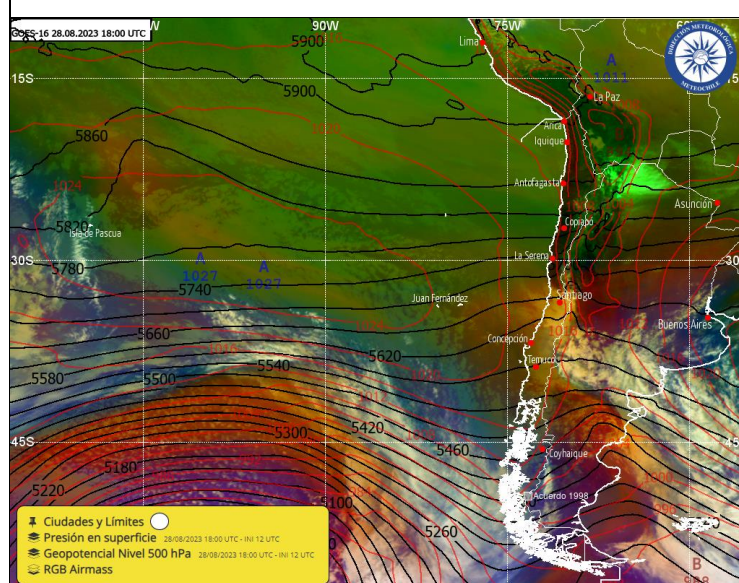 GOES-16 28.08.2023 18:00 UTC
90W
75W
DIRECCIÓN METEOROLÓGICA
METEOCHILE
5900
Lima
A
1011
15S
5900
La Paz
5860
Arica
Iquique
1024
Antofagasta
Asunción
5820
Isla de Pascua
Copiapó
5780
A
1027
A
1027
La Serena
30S
5740
Juan Fernández
Santiago
Buenos Aires
5660
Concepción
5620
5580
5500
5540
Temuco
45S
5300
5420
5460
Coyhaique
5180
1000
5220
5100
Acuerdo 1998
5260
B
Ciudades y Límites
Presión en superficie 28/08/2023 18:00 UTC - INI 12 UTC
Geopotencial Nivel 500 hPa 28/08/2023 18:00 UTC - INI 12 UTC
RGB Airmass